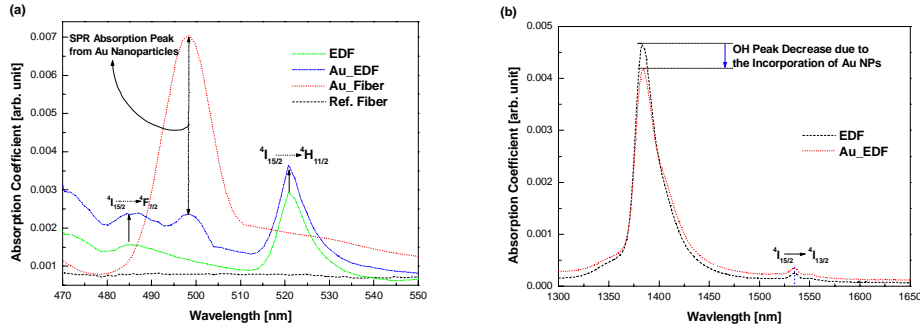 (a)
SPR Absorption Peak
from Au Nanoparticles
EDF
Au_EDF
Au_Fiber
Ref. Fiber
4I15/2 4H11/2
4I15/2 4F7/2
0.007
0.006
0.005
0.004
0.003
0.002
0.001
470 480 490 500 510 520 530 540 550
Wavelength [nm]
Absorption Coefficient [arb. unit]
(b)
OH Peak Decrease due to
the Incorporation of Au NPs
EDF
Au_EDF
4I15/2 4I13/2
0.005
0.004
0.003
0.002
0.001
0.000
1300 1350 1400 1450 1500 1550 1600 1650
Wavelength [nm]
Absorption Coefficient [arb. unit]